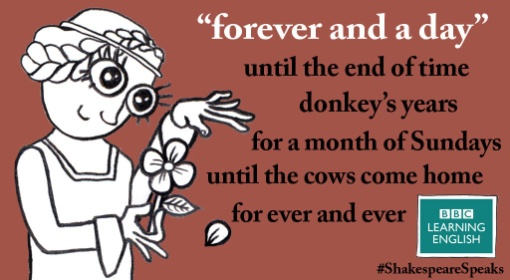 “forever and a day”
until the end of time
donkey’s years
for a month of Sundays
until the cows come home
for ever and ever
BBC
LEARNING
ENGLISH
#ShakespeareSpeaks